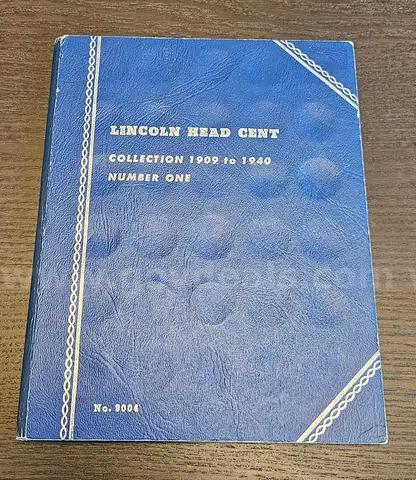 LINCOLN HEAD CENT
COLLECTION 1909 to 1940
NUMBER ONE
No. 9004